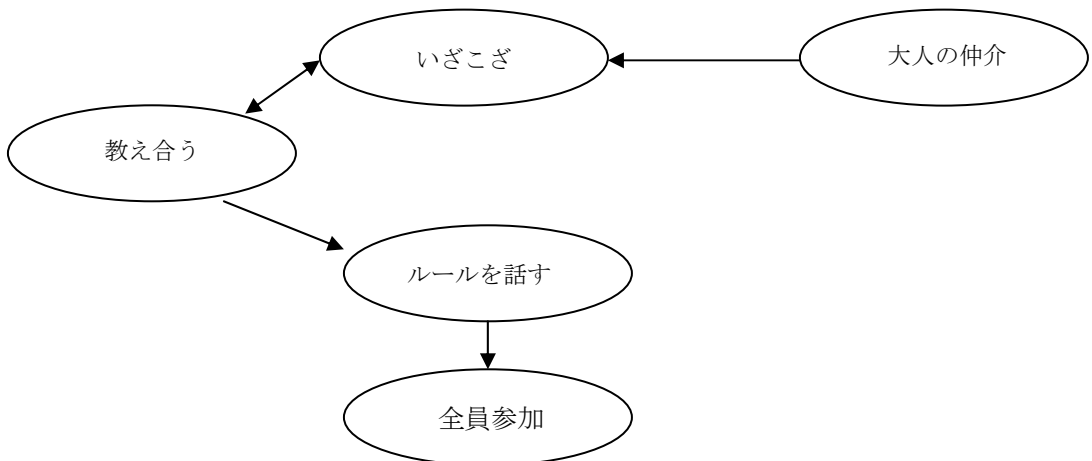 いざこざ
大人の仲介
教え合う
ルールを話す
全員参加